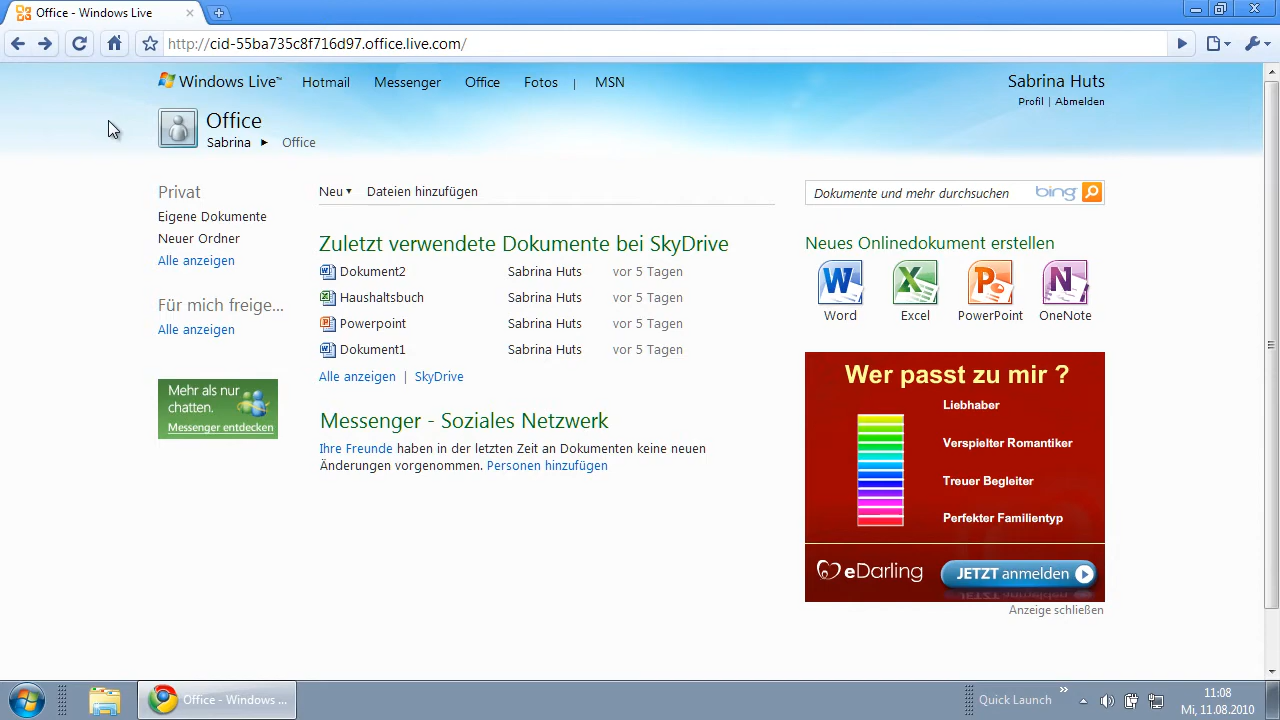 Office - Windows Live
http://cid-55ba735c8f716d97.office.live.com/
Windows Live™ Hotmail Messenger Office Fotos | MSN
Sabrina Huts
Profil | Abmelden
Office
Sabrina ► Office
Privat
Eigene Dokumente
Neuer Ordner
Alle anzeigen
Für mich freige...
Alle anzeigen
Mehr als nur
chatten.
Messenger entdecken
Neu ▾ Dateien hinzufügen
Zuletzt verwendete Dokumente bei SkyDrive
Dokument2 Sabrina Huts vor 5 Tagen
Haushaltsbuch Sabrina Huts vor 5 Tagen
Powerpoint Sabrina Huts vor 5 Tagen
Dokument1 Sabrina Huts vor 5 Tagen
Alle anzeigen | SkyDrive
Messenger - Soziales Netzwerk
Ihre Freunde haben in der letzten Zeit an Dokumenten keine neuen
Änderungen vorgenommen. Personen hinzufügen
Dokumente und mehr durchsuchen bing
Neues Onlinedokument erstellen
Word Excel PowerPoint OneNote
Wer passt zu mir ?
Liebhaber
Verspielter Romantiker
Treuer Begleiter
Perfekter Familientyp
eDarling JETZT anmelden
Anzeige schließen
Office - Windows ...
Quick Launch »
11:08
Mi, 11.08.2010